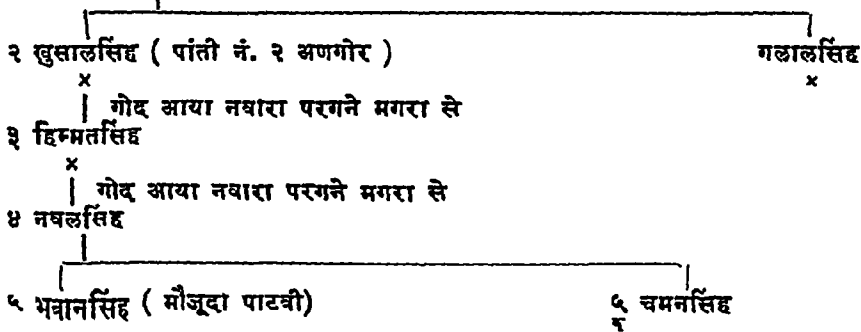 २ खुसालसिंह ( पांती नं. २ अणगोर ) गलालसिंह
× ×
गोद आया नवारा परगने मगरा से
३ हिम्मतसिंह
×
गोद आया नवारा परगने मगरा से
४ नवलसिंह
५ भवानसिंह ( मौजूदा पाटवी) ५ चमनसिंह